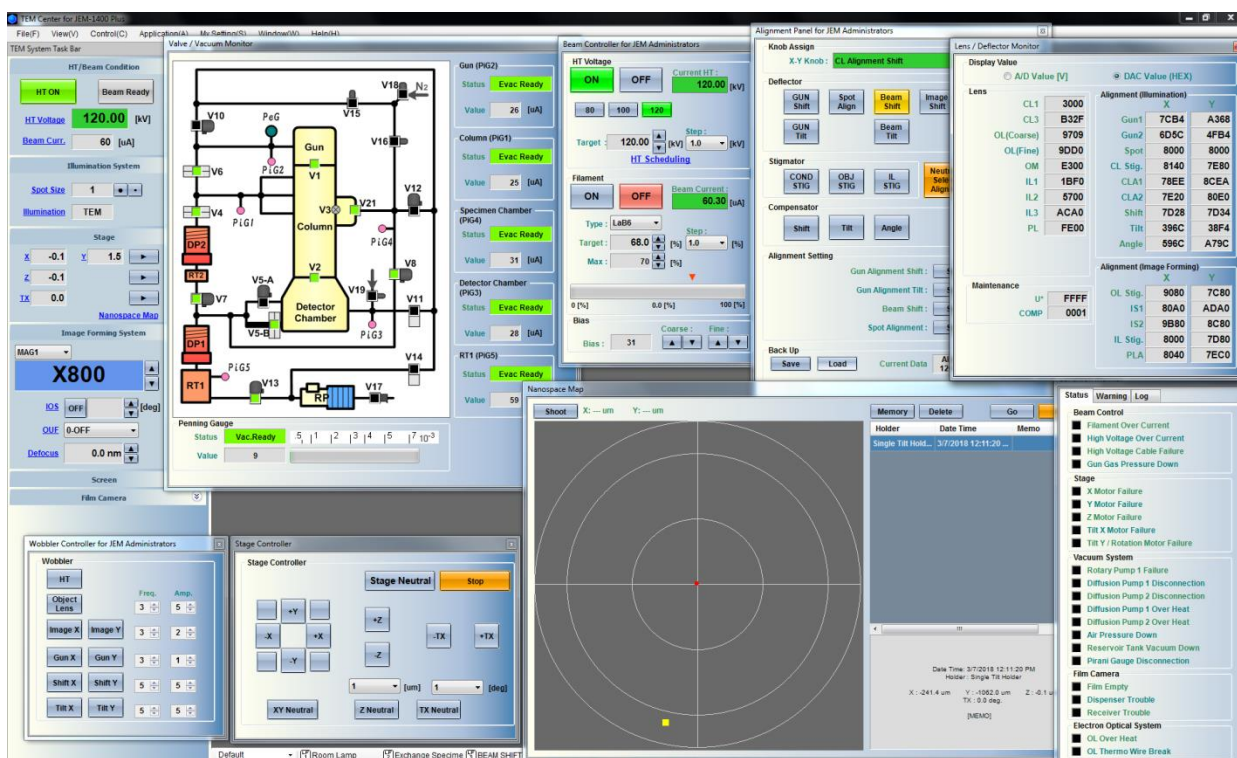 TEM Center for JEM-1400 Plus
File(F) View(V) Control(C) Application(A) My Setting(S) Window(W) Help(H)
TEM System Task Bar
HT/Beam Condition
HT ON Beam Ready
HT Voltage 120.00 [kV]
Beam Curr. 60 [uA]
Illumination System
Spot Size 1
Illumination TEM
Stage
X -0.1 Y 1.5
Z -0.1
TX 0.0
Nanospace Map
Image Forming System
MAG1
X800
IOS OFF [deg]
OUF 0-OFF
Defocus 0.0 nm
Screen
Film Camera
Valve / Vacuum Monitor
V18 N2
V15
V10
PeG
V16
Gun
PiG2
V1
V6
V12
V3 V21
V4
PiG1
Column
PiG4
DP2
V2
V8
RT2
V5-A
V19
V7
V11
Detector
Chamber
V5-B
PiG3
DP1
V14
PiG5
RT1
V13
V17
RP
Gun (PiG2)
Status Evac Ready
Value 26 [uA]
Column (PiG1)
Status Evac Ready
Value 25 [uA]
Specimen Chamber
(PiG4)
Status Evac Ready
Value 31 [uA]
Detector Chamber
(PiG3)
Status Evac Ready
Value 28 [uA]
RT1 (PiG5)
Status Evac Ready
Value 59
Penning Gauge
Status Vac.Ready .5 1 2 3 4 5 7 10-3
Value 9
Beam Controller for JEM Administrators
HT Voltage
ON OFF Current HT :
120.00 [kV]
80 100 120
Step :
Target : 120.00 [kV] 1.0 [kV]
HT Scheduling
Filament
ON OFF Beam Current :
60.30 [uA]
Type : LaB6
Step :
Target : 68.0 [%] 1.0 [%]
Max : 70 [%]
0 [%] 0.0 [%] 100 [%]
Bias
Coarse : Fine :
Bias : 31
Alignment Panel for JEM Administrators
Knob Assign
X-Y Knob : CL Alignment Shift
Deflector
GUN Shift Spot Align Beam Shift Image Shift
GUN Tilt Beam Tilt
Stigmator
COND STIG OBJ STIG IL STIG
Compensator
Shift Tilt Angle
Alignment Setting
Gun Alignment Shift :
Gun Alignment Tilt :
Beam Shift :
Spot Alignment :
Back Up
Save Load Current Data
Lens / Deflector Monitor
Display Value
A/D Value [V] DAC Value (HEX)
Lens
CL1 3000
CL3 B32F
OL(Coarse) 9709
OL(Fine) 9DD0
OM E300
IL1 1BF0
IL2 5700
IL3 ACA0
PL FE00
Maintenance
U* FFFF
COMP 0001
Alignment (Illumination)
X Y
Gun1 7CB4 A368
Gun2 6D5C 4FB4
Spot 8000 8000
CL Stig. 8140 7E80
CLA1 78EE 8CEA
CLA2 7E20 80E0
Shift 7D28 7D34
Tilt 396C 38F4
Angle 596C A79C
Alignment (Image Forming)
X Y
OL Stig. 9080 7C80
IS1 80A0 ADA0
IS2 9B80 8C80
IL Stig. 8000 7D80
PLA 8040 7EC0
Nanospace Map
Shoot X: --- um Y: --- um
Memory Delete Go
Holder Date Time Memo
Single Tilt Hold... 3/7/2018 12:11:20 ...
Date Time: 3/7/2018 12:11:20 PM
Holder : Single Tilt Holder
X : -241.4 um Y : -1062.8 um Z : -0.1 u
TX : 0.0 deg.
[MEMO]
Status Warning Log
Beam Control
Filament Over Current
High Voltage Over Current
High Voltage Cable Failure
Gun Gas Pressure Down
Stage
X Motor Failure
Y Motor Failure
Z Motor Failure
Tilt X Motor Failure
Tilt Y / Rotation Motor Failure
Vacuum System
Rotary Pump 1 Failure
Diffusion Pump 1 Disconnection
Diffusion Pump 2 Disconnection
Diffusion Pump 1 Over Heat
Diffusion Pump 2 Over Heat
Air Pressure Down
Reservoir Tank Vacuum Down
Pirani Gauge Disconnection
Film Camera
Film Empty
Dispenser Trouble
Receiver Trouble
Electron Optical System
OL Over Heat
OL Thermo Wire Break
Wobbler Controller for JEM Administrators
Wobbler
HT
Freq. Amp.
Object Lens 3 5
Image X Image Y 3 2
Gun X Gun Y 3 1
Shift X Shift Y 5 5
Tilt X Tilt Y 5 5
Stage Controller
Stage Controller
Stage Neutral Stop
+Y +Z
-X +X -TX +TX
-Y -Z
1 [um] 1 [deg]
XY Neutral Z Neutral TX Neutral
Default Room Lamp Exchange Specime BEAM SHIFT